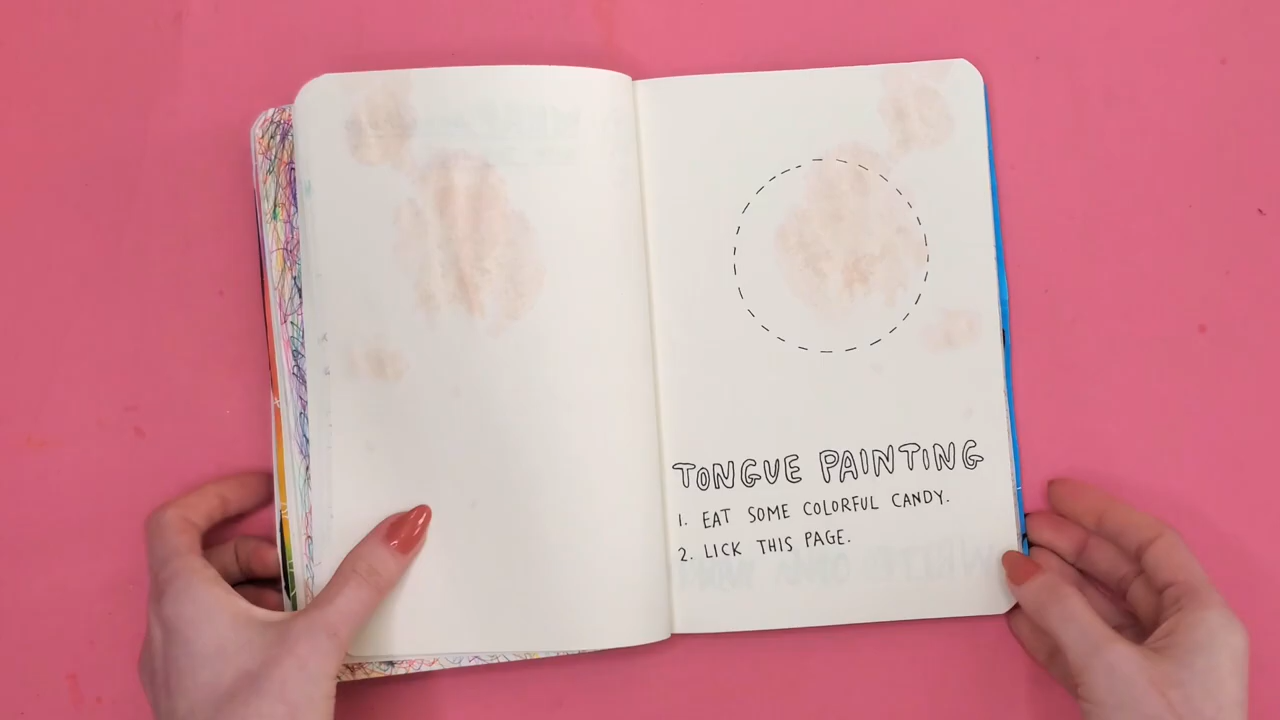 TONGUE PAINTING
1. EAT SOME COLORFUL CANDY.
2. LICK THIS PAGE.